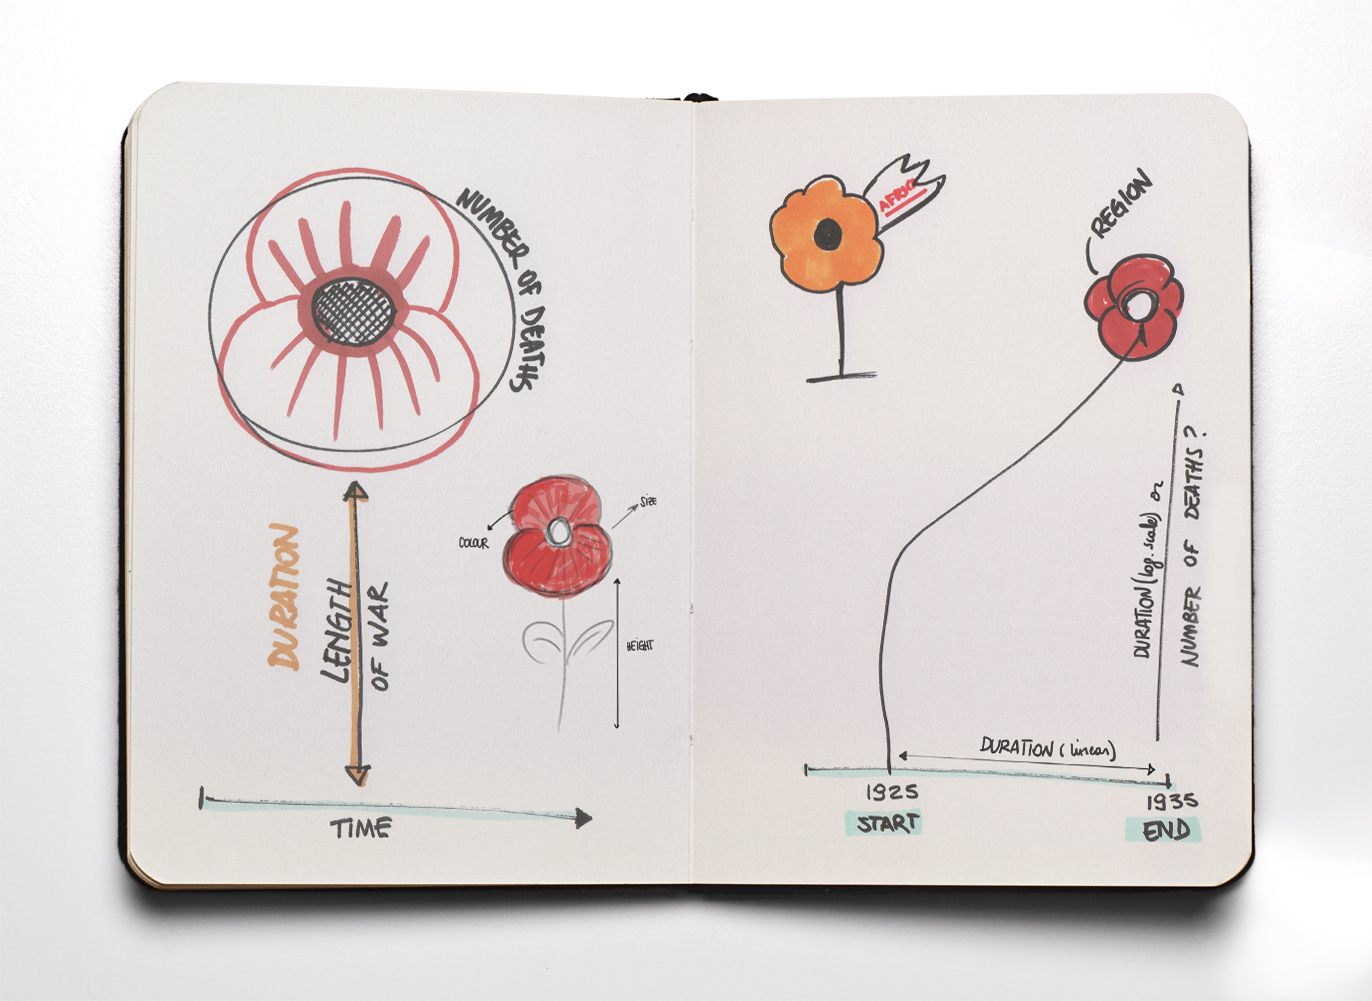 NUMBER OF DEATHS
DURATION
LENGTH
OF WAR
TIME
COLOUR
SIZE
HEIGHT
AFRICA
REGION
DURATION (log. scale) or
NUMBER OF DEATHS?
DURATION (linear)
1925
START
1935
END